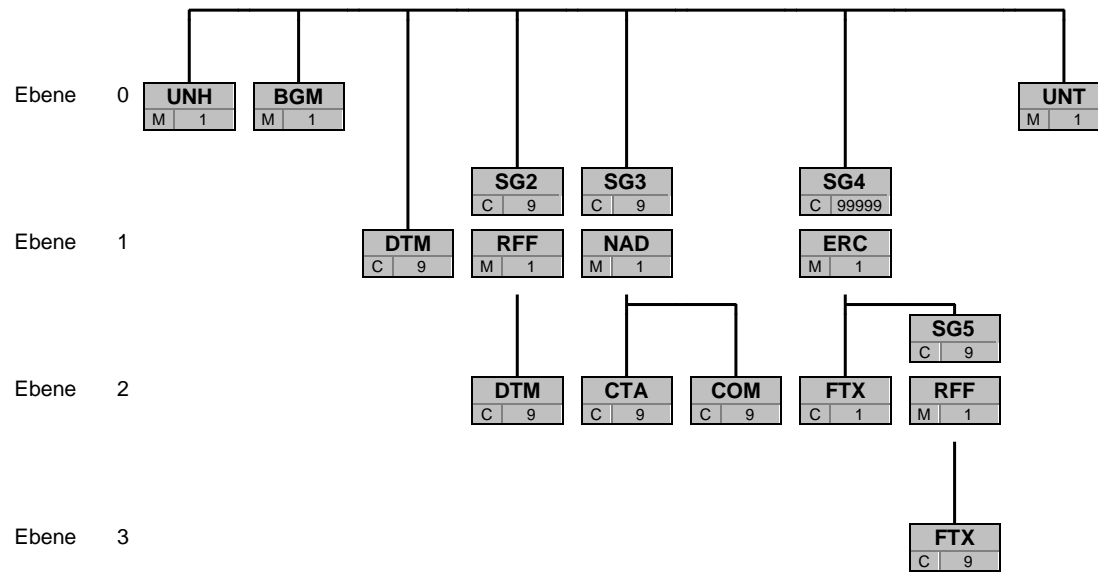 Ebene 0 UNH BGM UNT
M 1 M 1 M 1
SG2 SG3 SG4
C 9 C 9 C 99999
Ebene 1 DTM RFF NAD ERC
C 9 M 1 M 1 M 1
SG5
C 9
Ebene 2 DTM CTA COM FTX RFF
C 9 C 9 C 9 C 1 M 1
Ebene 3 FTX
C 9